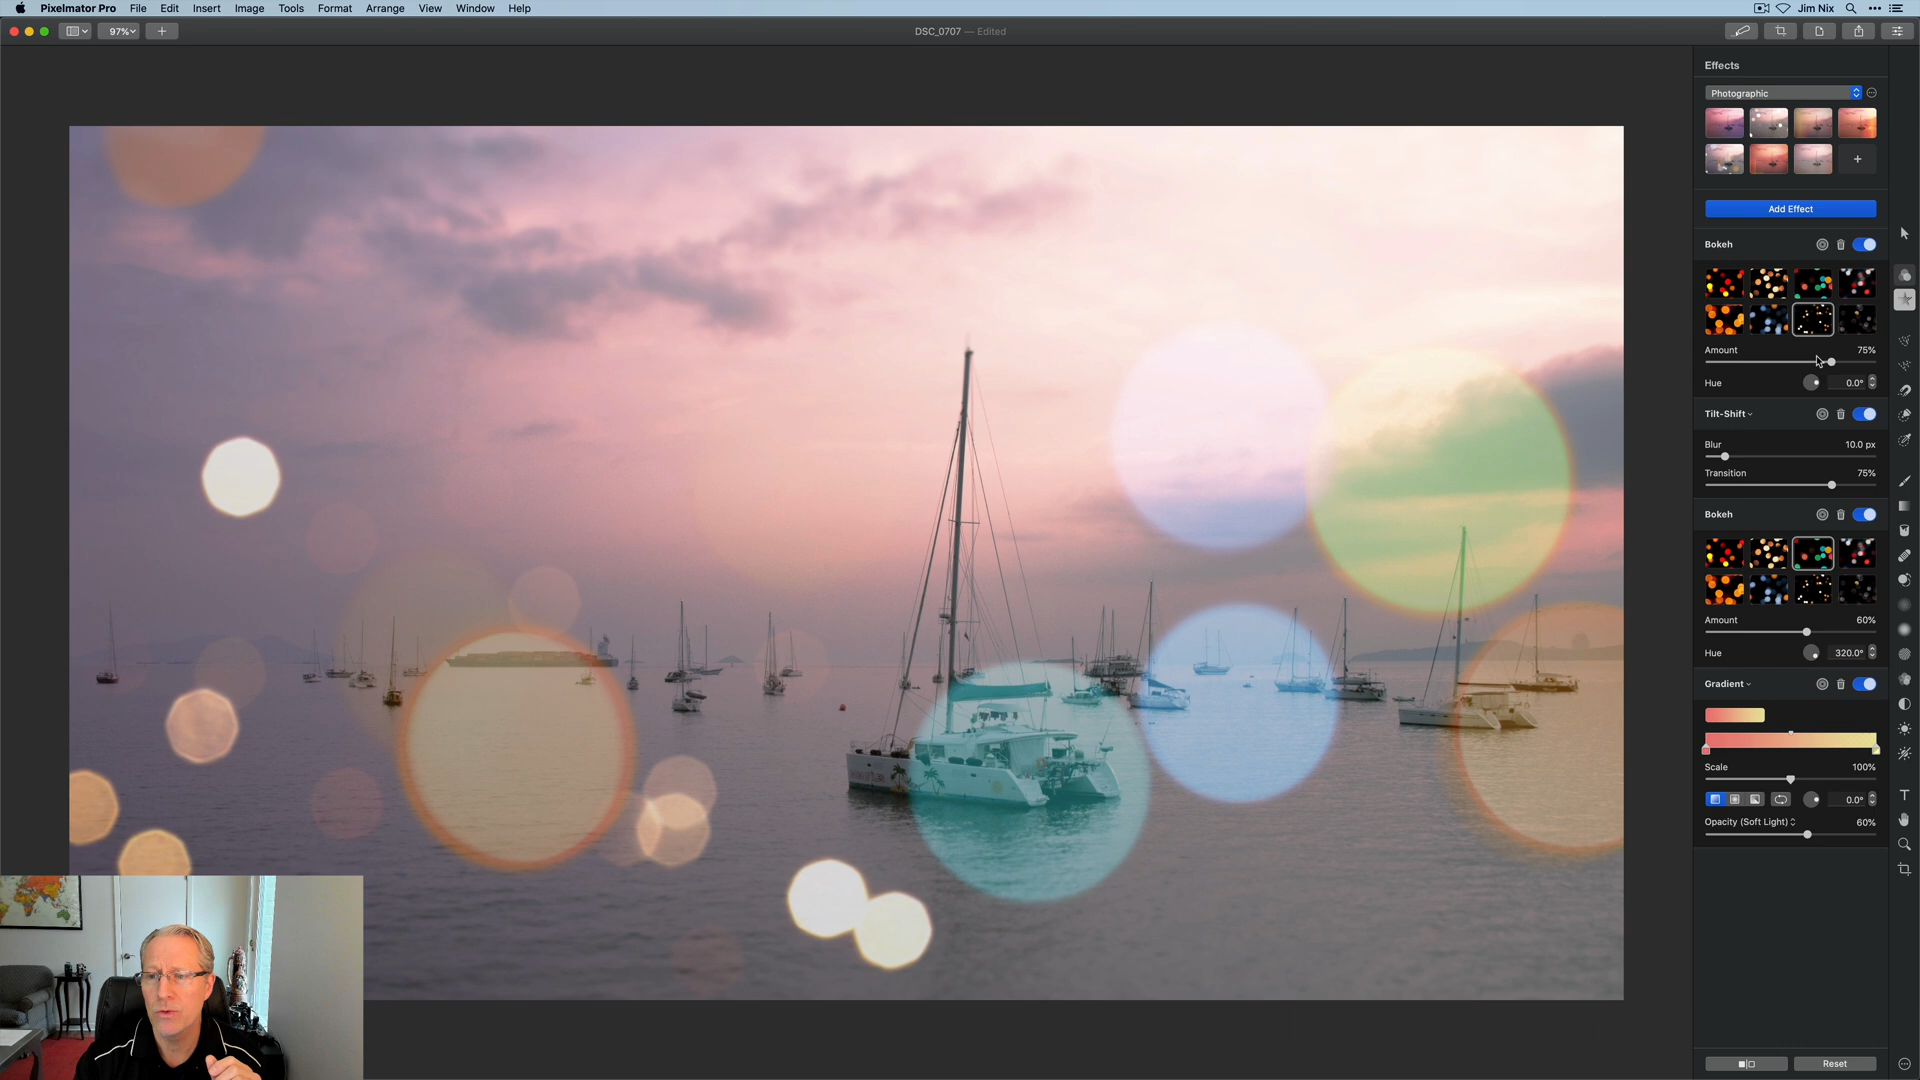 Pixelmator Pro File Edit Insert Image Tools Format Arrange View Window Help Jim Nix
97% DSC_0707 — Edited
Effects
Photographic
Add Effect
Bokeh
Amount 75%
Hue 0.0°
Tilt-Shift
Blur 10.0 px
Transition 75%
Bokeh
Amount 60%
Hue 320.0°
Gradient
Scale 100%
0.0°
Opacity (Soft Light) 60%
Reset